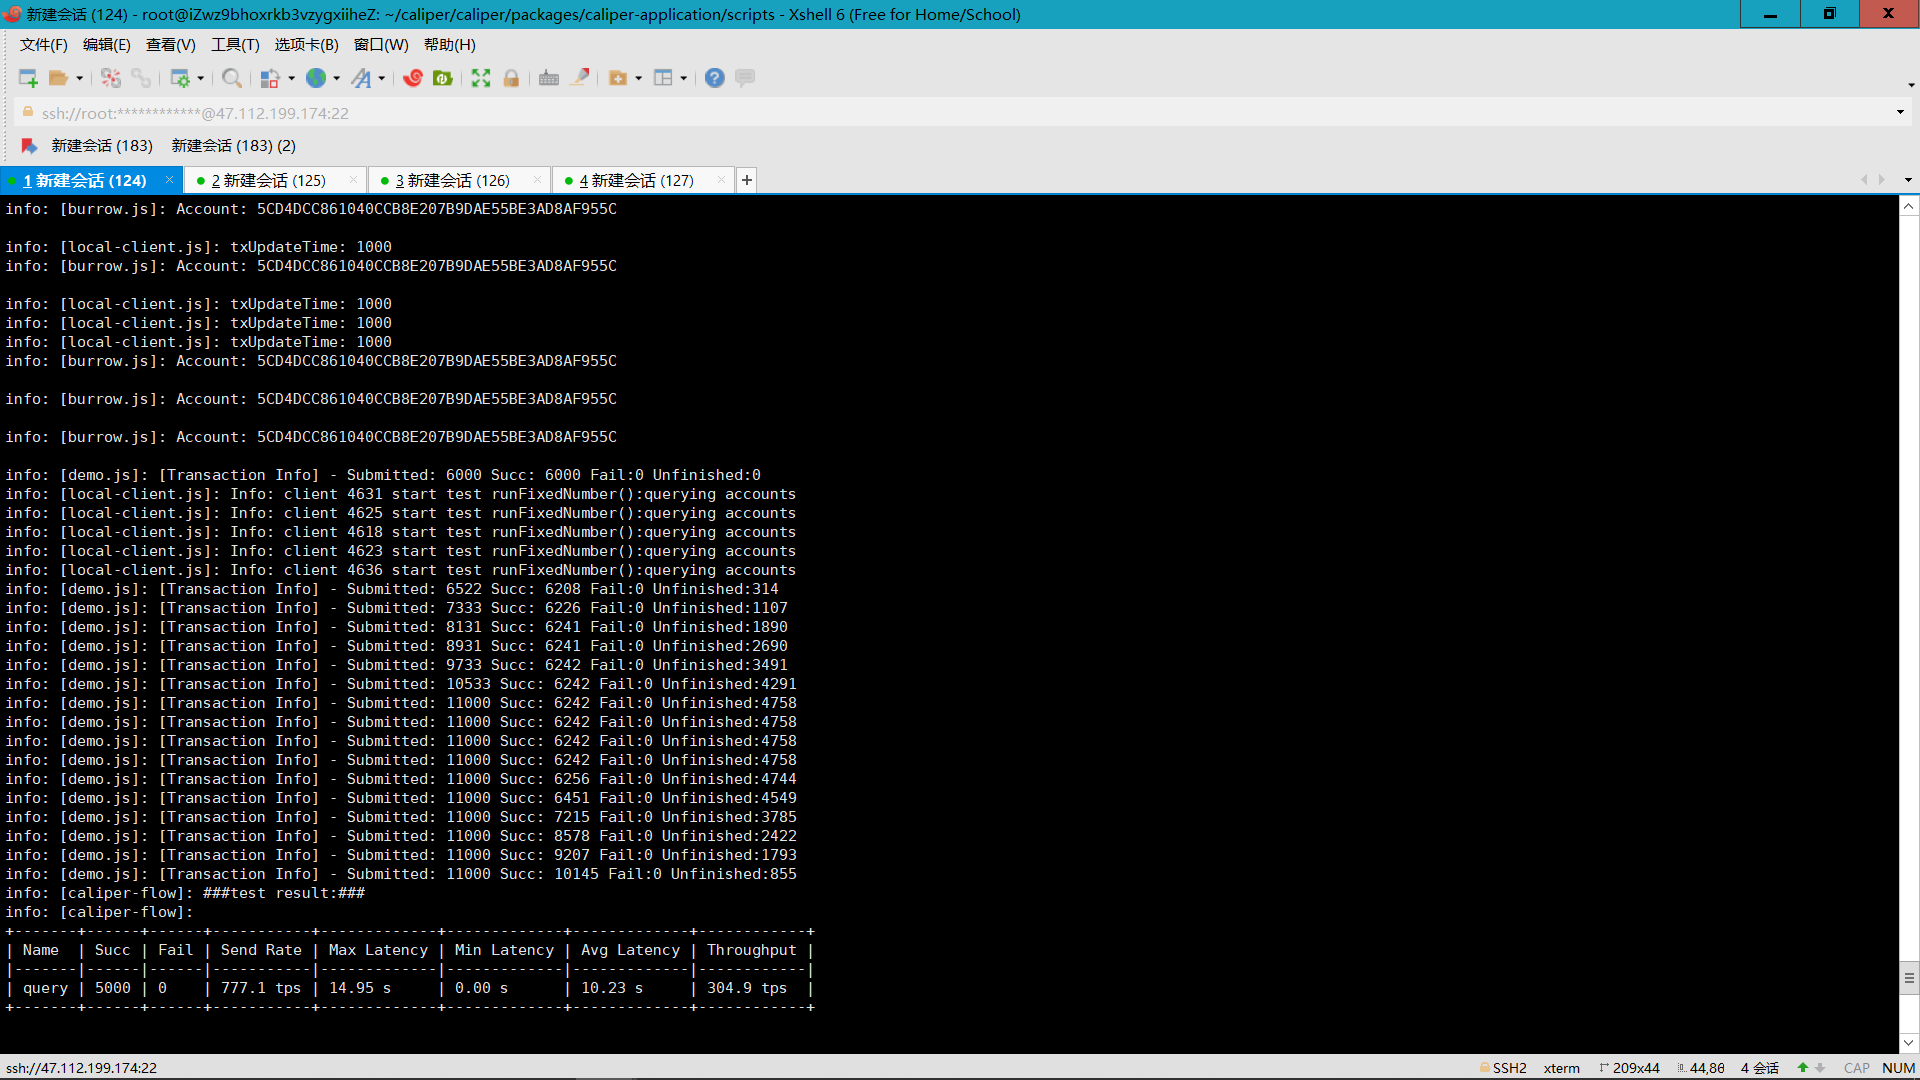 新建会话 (124) - root@iZwz9bhoxrkb3vzygxiiheZ: ~/caliper/caliper/packages/caliper-application/scripts - Xshell 6 (Free for Home/School)
文件(F) 编辑(E) 查看(V) 工具(T) 选项卡(B) 窗口(W) 帮助(H)
ssh://root:************@47.112.199.174:22
新建会话 (183) 新建会话 (183) (2)
1 新建会话 (124) × 2 新建会话 (125) × 3 新建会话 (126) × 4 新建会话 (127) × +
info: [burrow.js]: Account: 5CD4DCC861040CCB8E207B9DAE55BE3AD8AF955C
info: [local-client.js]: txUpdateTime: 1000
info: [burrow.js]: Account: 5CD4DCC861040CCB8E207B9DAE55BE3AD8AF955C
info: [local-client.js]: txUpdateTime: 1000
info: [local-client.js]: txUpdateTime: 1000
info: [local-client.js]: txUpdateTime: 1000
info: [burrow.js]: Account: 5CD4DCC861040CCB8E207B9DAE55BE3AD8AF955C
info: [burrow.js]: Account: 5CD4DCC861040CCB8E207B9DAE55BE3AD8AF955C
info: [burrow.js]: Account: 5CD4DCC861040CCB8E207B9DAE55BE3AD8AF955C
info: [demo.js]: [Transaction Info] - Submitted: 6000 Succ: 6000 Fail:0 Unfinished:0
info: [local-client.js]: Info: client 4631 start test runFixedNumber():querying accounts
info: [local-client.js]: Info: client 4625 start test runFixedNumber():querying accounts
info: [local-client.js]: Info: client 4618 start test runFixedNumber():querying accounts
info: [local-client.js]: Info: client 4623 start test runFixedNumber():querying accounts
info: [local-client.js]: Info: client 4636 start test runFixedNumber():querying accounts
info: [demo.js]: [Transaction Info] - Submitted: 6522 Succ: 6208 Fail:0 Unfinished:314
info: [demo.js]: [Transaction Info] - Submitted: 7333 Succ: 6226 Fail:0 Unfinished:1107
info: [demo.js]: [Transaction Info] - Submitted: 8131 Succ: 6241 Fail:0 Unfinished:1890
info: [demo.js]: [Transaction Info] - Submitted: 8931 Succ: 6241 Fail:0 Unfinished:2690
info: [demo.js]: [Transaction Info] - Submitted: 9733 Succ: 6242 Fail:0 Unfinished:3491
info: [demo.js]: [Transaction Info] - Submitted: 10533 Succ: 6242 Fail:0 Unfinished:4291
info: [demo.js]: [Transaction Info] - Submitted: 11000 Succ: 6242 Fail:0 Unfinished:4758
info: [demo.js]: [Transaction Info] - Submitted: 11000 Succ: 6242 Fail:0 Unfinished:4758
info: [demo.js]: [Transaction Info] - Submitted: 11000 Succ: 6242 Fail:0 Unfinished:4758
info: [demo.js]: [Transaction Info] - Submitted: 11000 Succ: 6242 Fail:0 Unfinished:4758
info: [demo.js]: [Transaction Info] - Submitted: 11000 Succ: 6256 Fail:0 Unfinished:4744
info: [demo.js]: [Transaction Info] - Submitted: 11000 Succ: 6451 Fail:0 Unfinished:4549
info: [demo.js]: [Transaction Info] - Submitted: 11000 Succ: 7215 Fail:0 Unfinished:3785
info: [demo.js]: [Transaction Info] - Submitted: 11000 Succ: 8578 Fail:0 Unfinished:2422
info: [demo.js]: [Transaction Info] - Submitted: 11000 Succ: 9207 Fail:0 Unfinished:1793
info: [demo.js]: [Transaction Info] - Submitted: 11000 Succ: 10145 Fail:0 Unfinished:855
info: [caliper-flow]: ###test result:###
info: [caliper-flow]:
+-------+------+------+-----------+-------------+-------------+-------------+------------+
| Name  | Succ | Fail | Send Rate | Max Latency | Min Latency | Avg Latency | Throughput |
|-------|------|------|-----------|-------------|-------------|-------------|------------|
| query | 5000 | 0    | 777.1 tps | 14.95 s     | 0.00 s      | 10.23 s     | 304.9 tps  |
+-------+------+------+-----------+-------------+-------------+-------------+------------+
ssh://47.112.199.174:22 SSH2 xterm 209x44 44,86 4 会话 CAP NUM